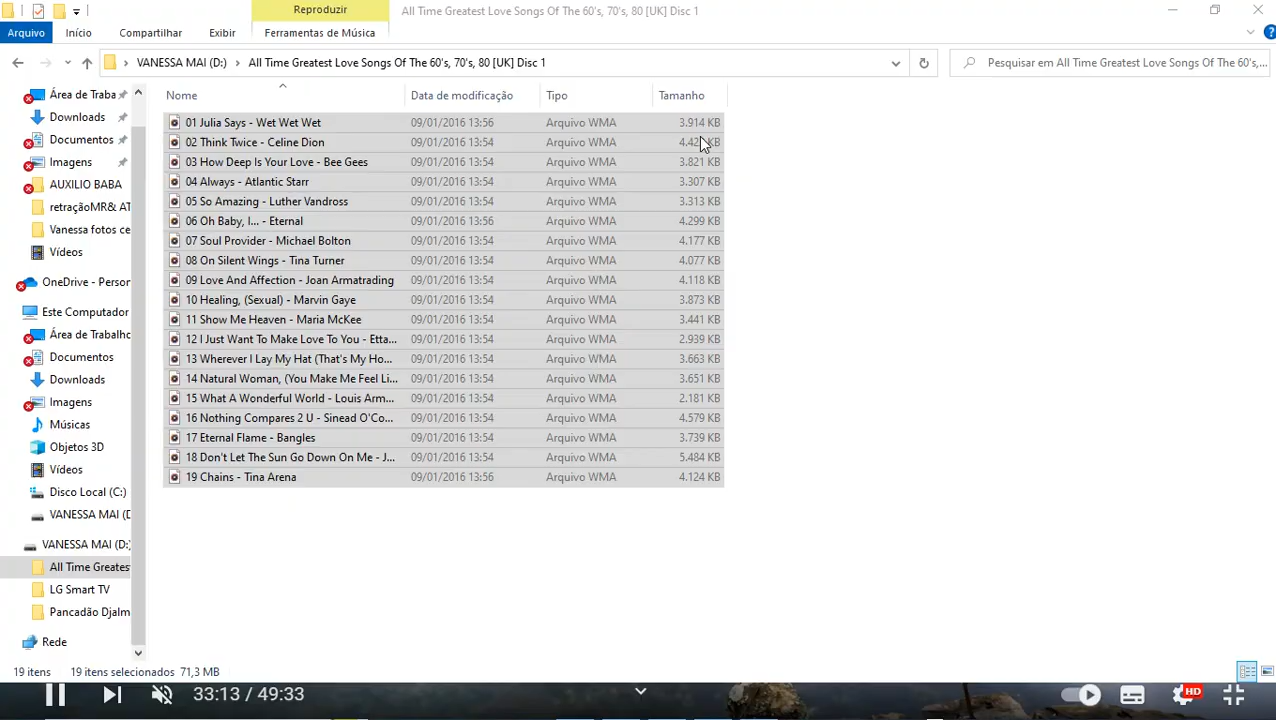 Reproduzir
All Time Greatest Love Songs Of The 60's, 70's, 80 [UK] Disc 1
Arquivo
Início
Compartilhar
Exibir
Ferramentas de Música
VANESSA MAI (D:) > All Time Greatest Love Songs Of The 60's, 70's, 80 [UK] Disc 1
Pesquisar em All Time Greatest Love Songs Of The 60's,...
Área de Traba
Downloads
Documentos
Imagens
AUXILIO BABA
retraçãoMR& AT
Vanessa fotos ce
Vídeos
OneDrive - Person
Este Computador
Área de Trabalho
Documentos
Downloads
Imagens
Músicas
Objetos 3D
Vídeos
Disco Local (C:)
VANESSA MAI (D
VANESSA MAI (D:)
All Time Greates
LG Smart TV
Pancadão Djalm
Rede
Nome Data de modificação Tipo Tamanho
01 Julia Says - Wet Wet Wet 09/01/2016 13:56 Arquivo WMA 3.914 KB
02 Think Twice - Celine Dion 09/01/2016 13:54 Arquivo WMA KB
03 How Deep Is Your Love - Bee Gees 09/01/2016 13:54 Arquivo WMA 3.821 KB
04 Always - Atlantic Starr 09/01/2016 13:54 Arquivo WMA 3.307 KB
05 So Amazing - Luther Vandross 09/01/2016 13:54 Arquivo WMA 3.313 KB
06 Oh Baby, I... - Eternal 09/01/2016 13:56 Arquivo WMA 4.299 KB
07 Soul Provider - Michael Bolton 09/01/2016 13:54 Arquivo WMA 4.177 KB
08 On Silent Wings - Tina Turner 09/01/2016 13:54 Arquivo WMA 4.077 KB
09 Love And Affection - Joan Armatrading 09/01/2016 13:54 Arquivo WMA 4.118 KB
10 Healing, (Sexual) - Marvin Gaye 09/01/2016 13:54 Arquivo WMA 3.873 KB
11 Show Me Heaven - Maria McKee 09/01/2016 13:54 Arquivo WMA 3.441 KB
12 I Just Want To Make Love To You - Etta... 09/01/2016 13:54 Arquivo WMA 2.939 KB
13 Wherever I Lay My Hat (That's My Ho... 09/01/2016 13:54 Arquivo WMA 3.663 KB
14 Natural Woman, (You Make Me Feel Li... 09/01/2016 13:54 Arquivo WMA 3.651 KB
15 What A Wonderful World - Louis Arm... 09/01/2016 13:54 Arquivo WMA 2.181 KB
16 Nothing Compares 2 U - Sinead O'Co... 09/01/2016 13:54 Arquivo WMA 4.579 KB
17 Eternal Flame - Bangles 09/01/2016 13:54 Arquivo WMA 3.739 KB
18 Don't Let The Sun Go Down On Me - J... 09/01/2016 13:54 Arquivo WMA 5.484 KB
19 Chains - Tina Arena 09/01/2016 13:56 Arquivo WMA 4.124 KB
19 itens 19 itens selecionados 71,3 MB
33:13 / 49:33
HD